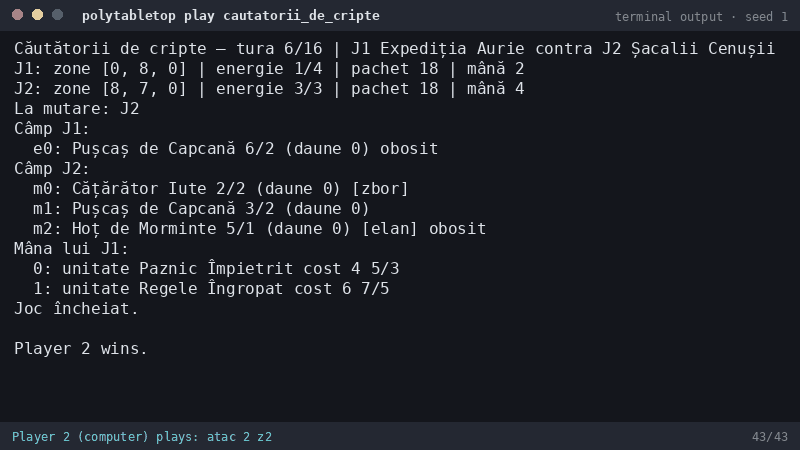 polytabletop play cautatorii_de_cripte
terminal output · seed 1
Căutătorii de cripte — tura 6/16 | J1 Expediția Aurie contra J2 Șacalii Cenușii
J1: zone [0, 8, 0] | energie 1/4 | pachet 18 | mână 2
J2: zone [8, 7, 0] | energie 3/3 | pachet 18 | mână 4
La mutare: J2
Câmp J1:
  e0: Pușcaș de Capcană 6/2 (daune 0) obosit
Câmp J2:
  m0: Cățărător Iute 2/2 (daune 0) [zbor]
  m1: Pușcaș de Capcană 3/2 (daune 0)
  m2: Hoț de Morminte 5/1 (daune 0) [elan] obosit
Mâna lui J1:
  0: unitate Paznic Împietrit cost 4 5/3
  1: unitate Regele Îngropat cost 6 7/5
Joc încheiat.
Player 2 wins.
Player 2 (computer) plays: atac 2 z2
43/43